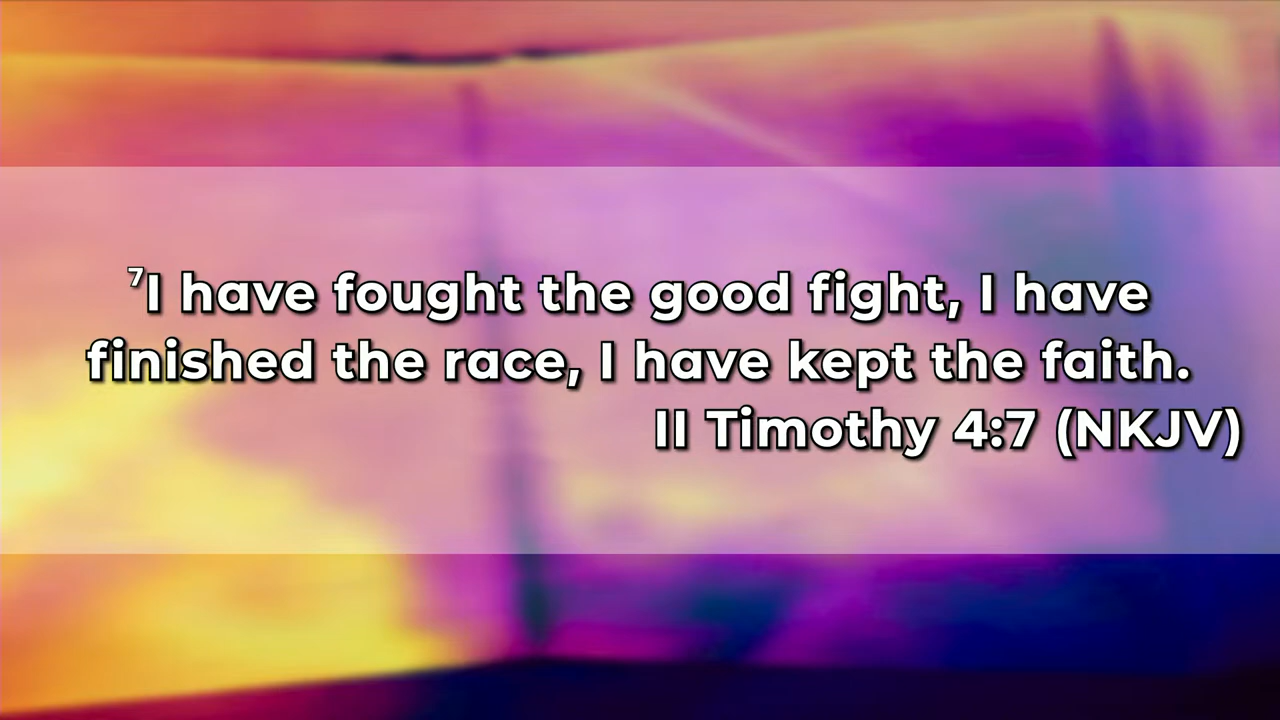 ⁷I have fought the good fight, I have
finished the race, I have kept the faith.
II Timothy 4:7 (NKJV)